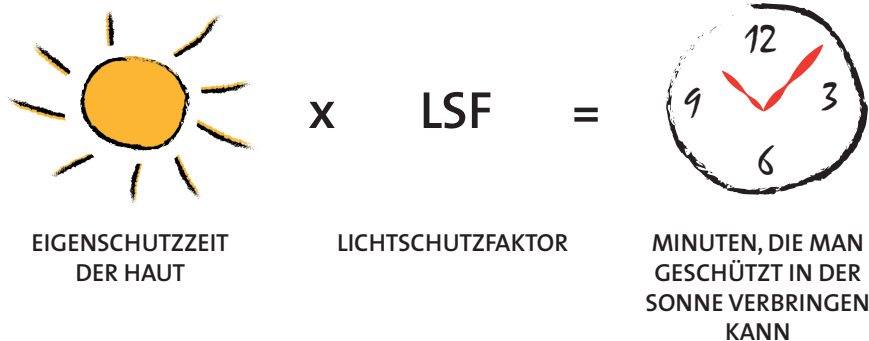 12
9
3
6
x LSF =
EIGENSCHUTZZEIT
DER HAUT
LICHTSCHUTZFAKTOR
MINUTEN, DIE MAN
GESCHÜTZT IN DER
SONNE VERBRINGEN
KANN